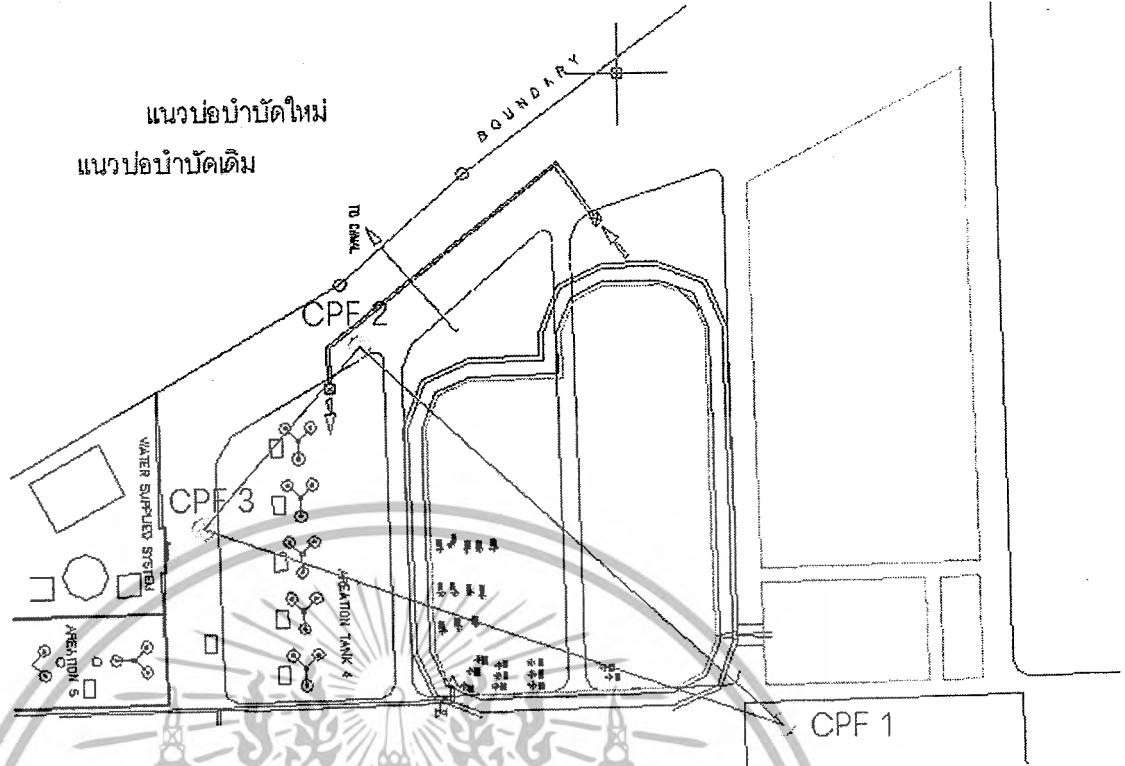 แนวบ่อบำบัดใหม่
แนวบ่อบำบัดเดิม
BOUNDARY
TO CANAL
CPF 2
CPF 3
WATER SUPPLIED SYSTEM
AREATION TANK 4
AREATION 5
CPF 1